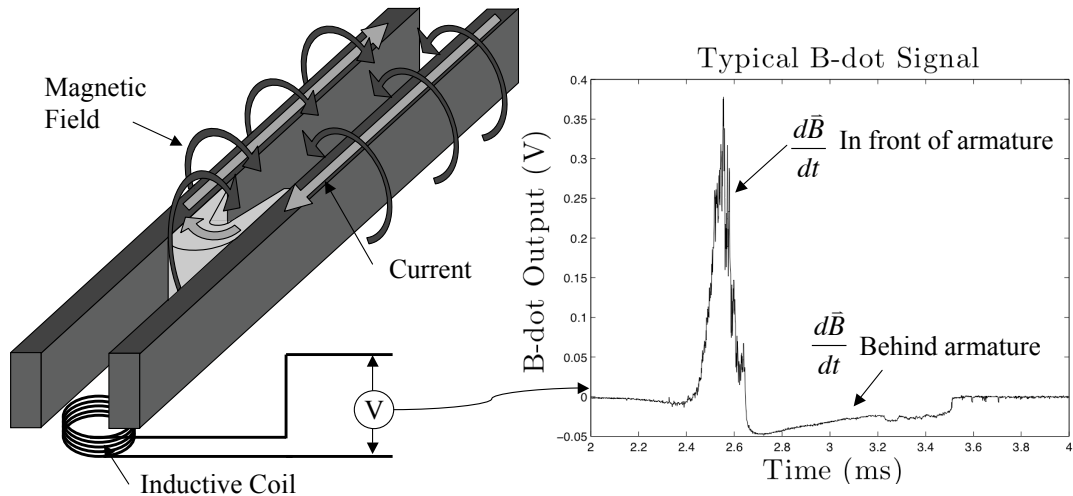 Magnetic
Field
Current
V
Inductive Coil
Typical B-dot Signal
B-dot Output (V)
0.4
0.35
0.3
0.25
0.2
0.15
0.1
0.05
0
−0.05
dB⃗/dt In front of armature
dB⃗/dt Behind armature
2 2.2 2.4 2.6 2.8 3 3.2 3.4 3.6 3.8 4
Time (ms)